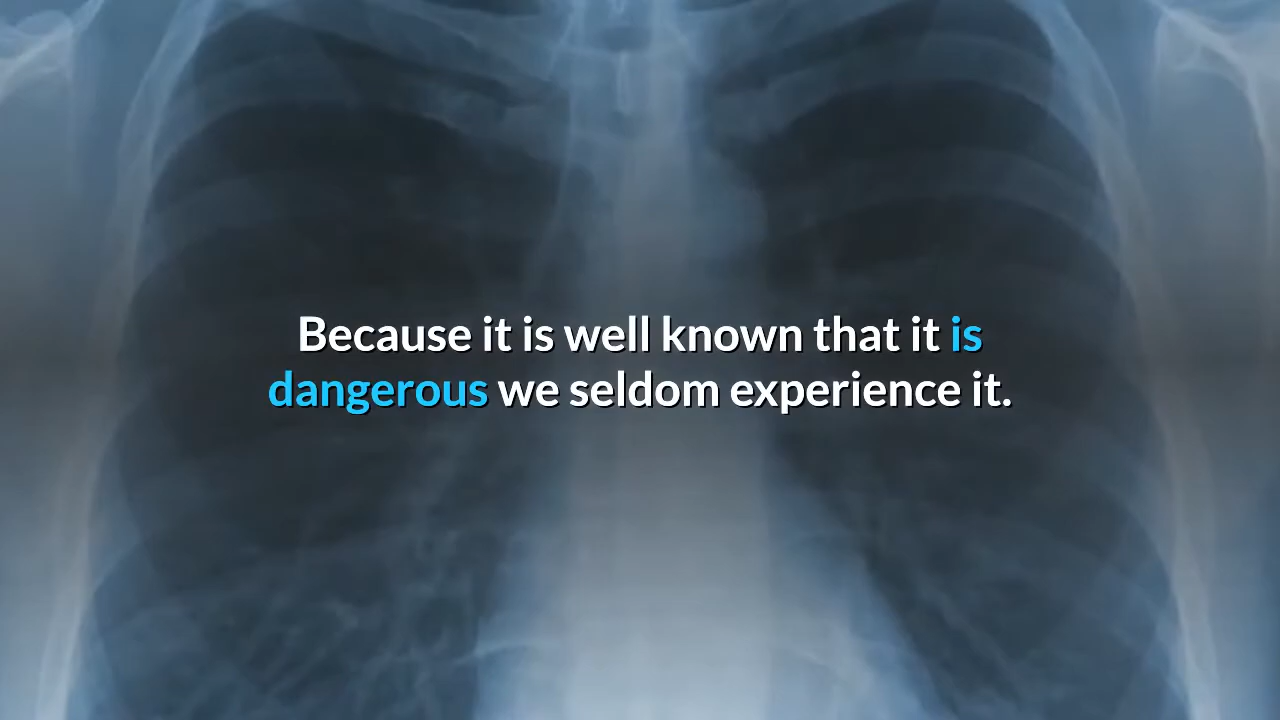 Because it is well known that it is
dangerous we seldom experience it.